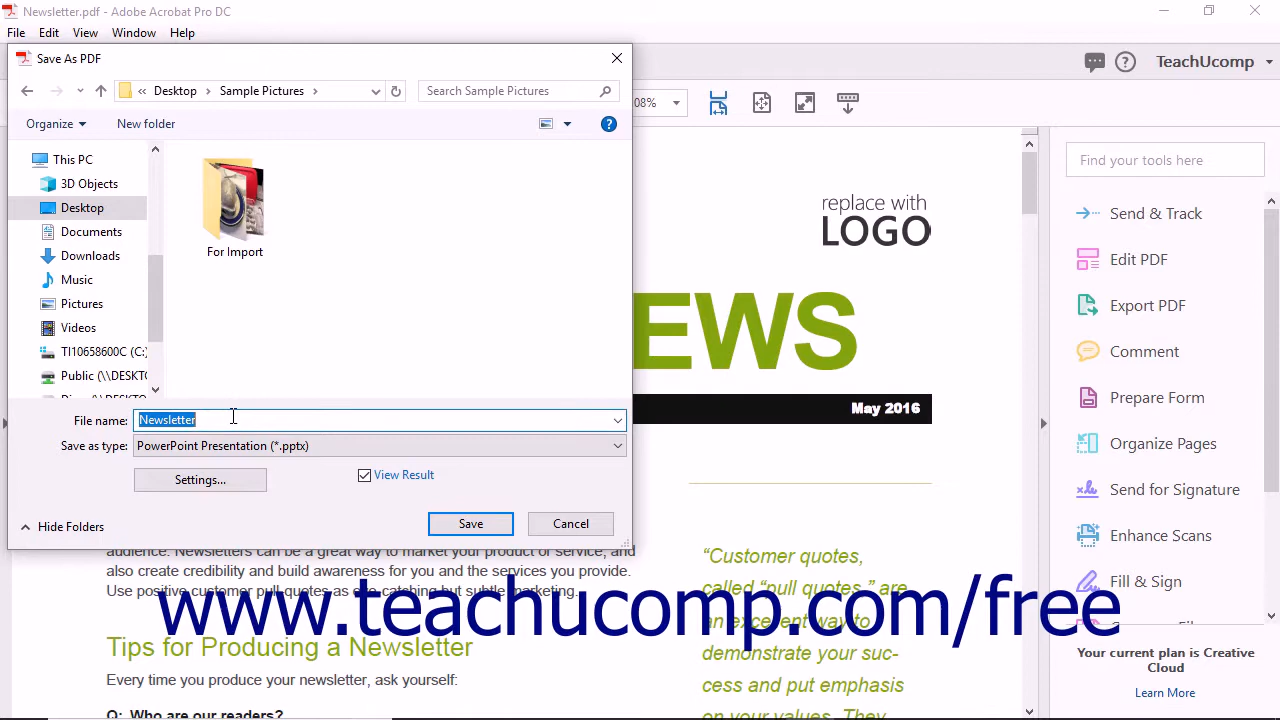 Newsletter.pdf - Adobe Acrobat Pro DC
File Edit View Window Help
Save As PDF
TeachUcomp
« Desktop > Sample Pictures >
Search Sample Pictures
08%
Organize New folder
This PC
3D Objects
Desktop
Documents
Downloads
Music
Pictures
Videos
TI10658600C (C:)
Public (\\DESKTO
For Import
File name: Newsletter
Save as type: PowerPoint Presentation (*.pptx)
Settings...
View Result
Hide Folders
Save Cancel
replace with
LOGO
EWS
May 2016
audience. Newsletters can be a great way to market your product or service, and
also create credibility and build awareness for you and the services you provide.
Use positive customer pull quotes as eye-catching but subtle marketing.
Tips for Producing a Newsletter
Every time you produce your newsletter, ask yourself:
Q: Who are our readers?
“Customer quotes,
called “pull quotes,” are
an excellent way to
demonstrate your suc-
cess and put emphasis
on your values. They
www.teachucomp.com/free
Find your tools here
Send & Track
Edit PDF
Export PDF
Comment
Prepare Form
Organize Pages
Send for Signature
Enhance Scans
Fill & Sign
Your current plan is Creative
Cloud
Learn More